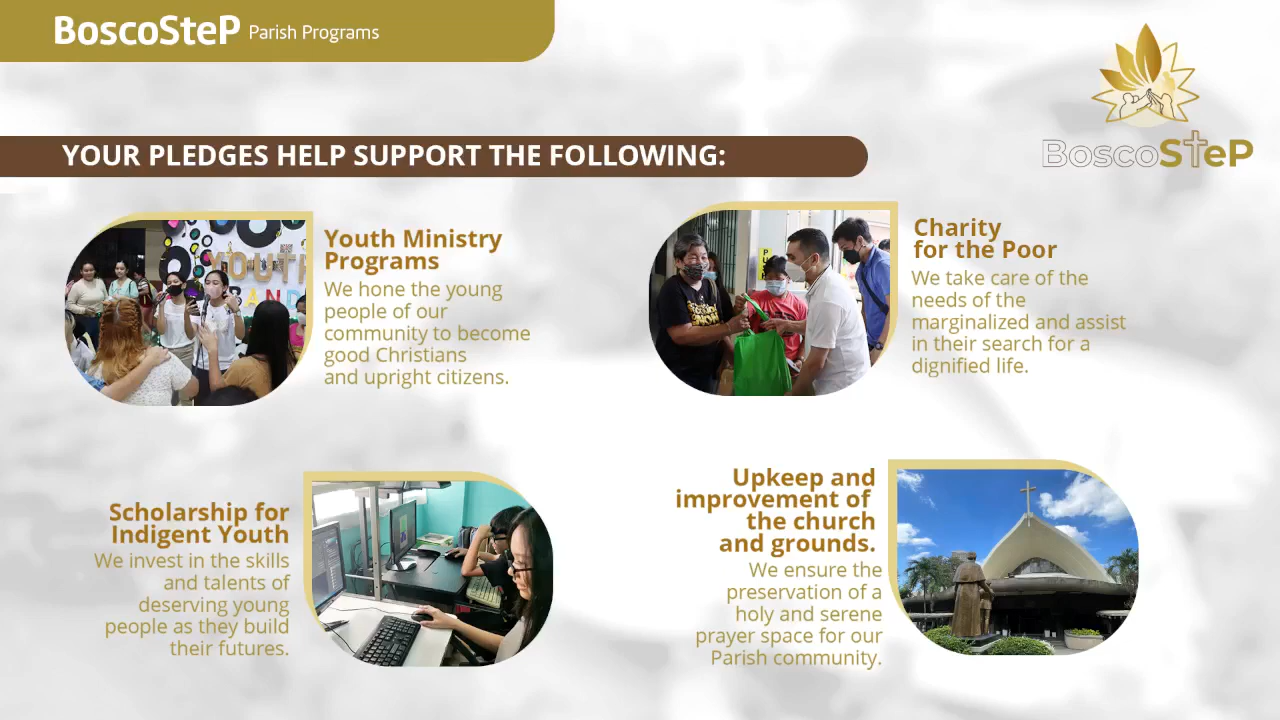 BoscoSteP Parish Programs
BoscoSteP
YOUR PLEDGES HELP SUPPORT THE FOLLOWING:
Youth Ministry
Programs
We hone the young
people of our
community to become
good Christians
and upright citizens.
Charity
for the Poor
We take care of the
needs of the
marginalized and assist
in their search for a
dignified life.
Scholarship for
Indigent Youth
We invest in the skills
and talents of
deserving young
people as they build
their futures.
Upkeep and
improvement of
the church
and grounds.
We ensure the
preservation of a
holy and serene
prayer space for our
Parish community.